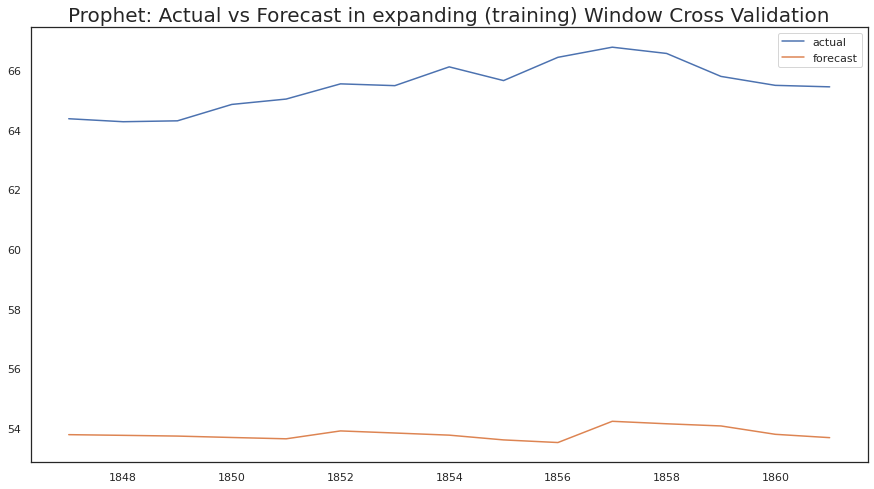 Prophet: Actual vs Forecast in expanding (training) Window Cross Validation
actual
forecast
66
64
62
60
58
56
54
1848 1850 1852 1854 1856 1858 1860